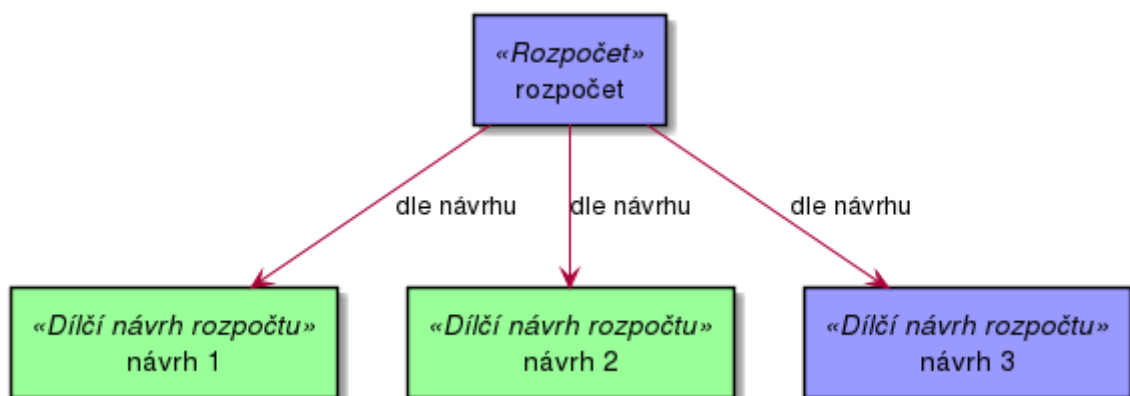 «Rozpočet»
rozpočet
dle návrhu
dle návrhu
dle návrhu
«Dílčí návrh rozpočtu»
návrh 1
«Dílčí návrh rozpočtu»
návrh 2
«Dílčí návrh rozpočtu»
návrh 3